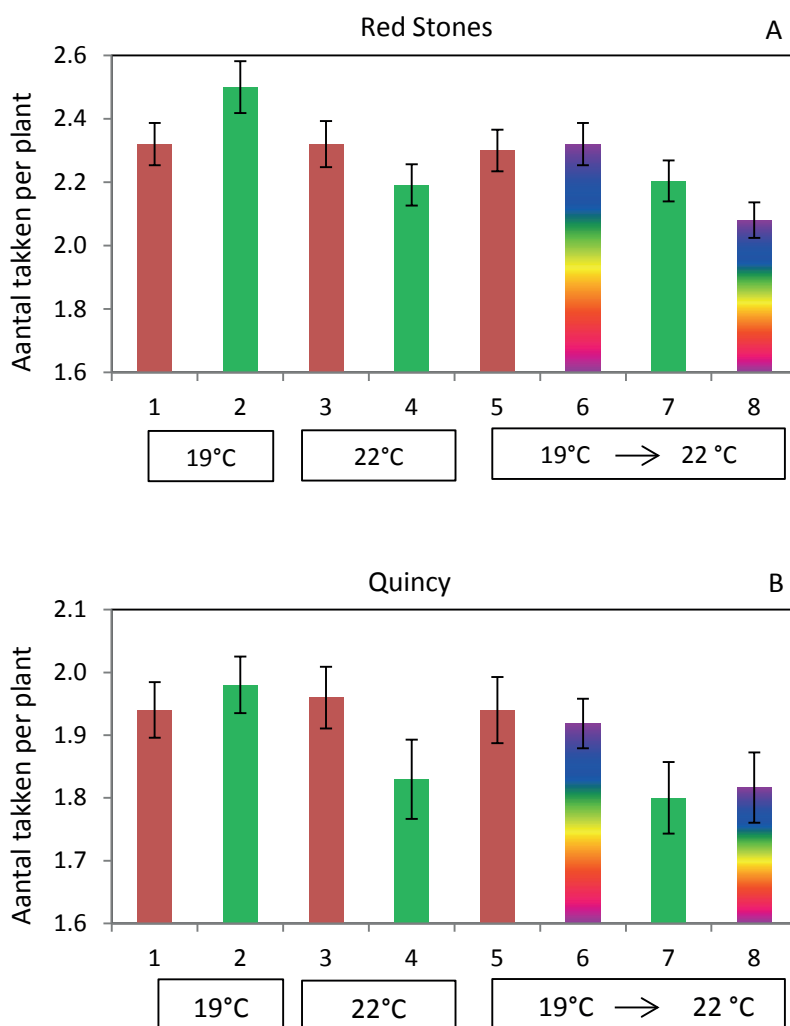 Red Stones A
Aantal takken per plant
2.6
2.4
2.2
2.0
1.8
1.6
1 2 3 4 5 6 7 8
19°C 22°C 19°C → 22 °C
Quincy B
Aantal takken per plant
2.1
2.0
1.9
1.8
1.7
1.6
1 2 3 4 5 6 7 8
19°C 22°C 19°C → 22 °C